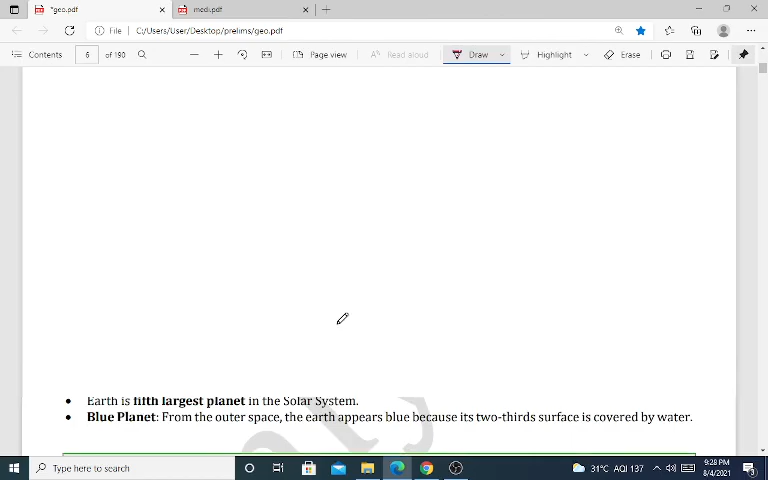 *geo.pdf
medi.pdf
File
C:/Users/User/Desktop/prelims/geo.pdf
Contents
6
of 190
Page view
Read aloud
Draw
Highlight
Erase
• Earth is fifth largest planet in the Solar System.
• Blue Planet: From the outer space, the earth appears blue because its two-thirds surface is covered by water.
Type here to search
31°C AQI 137
9:28 PM
8/4/2021
3